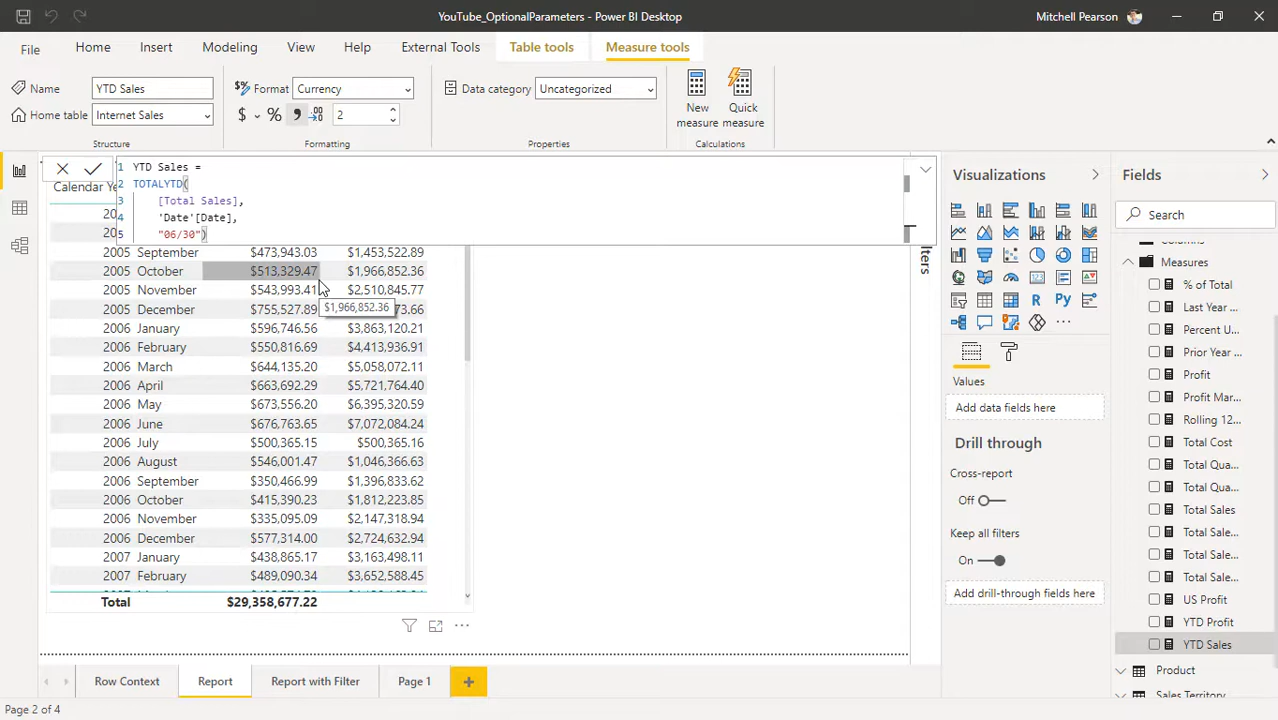 YouTube_OptionalParameters - Power BI Desktop
Mitchell Pearson
File Home Insert Modeling View Help External Tools Table tools Measure tools
Name YTD Sales
Home table Internet Sales
Structure
Format Currency
$ % 9 .00 2
Formatting
Data category Uncategorized
Properties
New measure
Quick measure
Calculations
1 YTD Sales =
2 TOTALYTD(
3 [Total Sales],
4 'Date'[Date],
5 "06/30")
Calendar Ye
2005 September $473,943.03 $1,453,522.89
2005 October $513,329.47 $1,966,852.36
2005 November $543,993.41 $2,510,845.77
$1,966,852.36
2005 December $755,527.89 73.66
2006 January $596,746.56 $3,863,120.21
2006 February $550,816.69 $4,413,936.91
2006 March $644,135.20 $5,058,072.11
2006 April $663,692.29 $5,721,764.40
2006 May $673,556.20 $6,395,320.59
2006 June $676,763.65 $7,072,084.24
2006 July $500,365.15 $500,365.16
2006 August $546,001.47 $1,046,366.63
2006 September $350,466.99 $1,396,833.62
2006 October $415,390.23 $1,812,223.85
2006 November $335,095.09 $2,147,318.94
2006 December $577,314.00 $2,724,632.94
2007 January $438,865.17 $3,163,498.11
2007 February $489,090.34 $3,652,588.45
Total $29,358,677.22
Filters
Visualizations
R Py
Values
Add data fields here
Drill through
Cross-report
Off
Keep all filters
On
Add drill-through fields here
Fields
Search
Columns
Measures
% of Total
Last Year ...
Percent U...
Prior Year ...
Profit
Profit Mar...
Rolling 12...
Total Cost
Total Qua...
Total Qua...
Total Sales
Total Sale...
Total Sale...
Total Sale...
US Profit
YTD Profit
YTD Sales
Product
Sales Territory
Row Context Report Report with Filter Page 1
Page 2 of 4